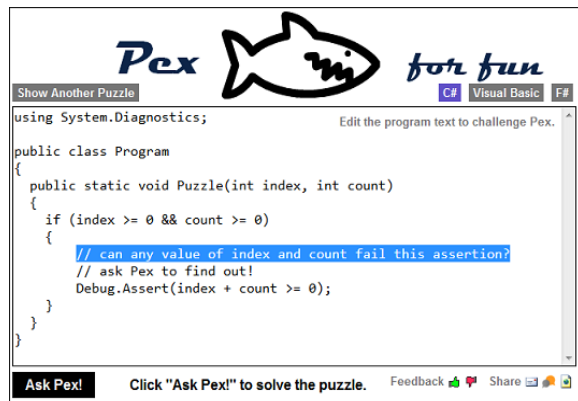 Pex for fun
Show Another Puzzle C# Visual Basic F#
using System.Diagnostics; Edit the program text to challenge Pex.
public class Program
{
  public static void Puzzle(int index, int count)
  {
    if (index >= 0 && count >= 0)
    {
        // can any value of index and count fail this assertion?
        // ask Pex to find out!
        Debug.Assert(index + count >= 0);
    }
  }
}
Ask Pex! Click "Ask Pex!" to solve the puzzle. Feedback Share